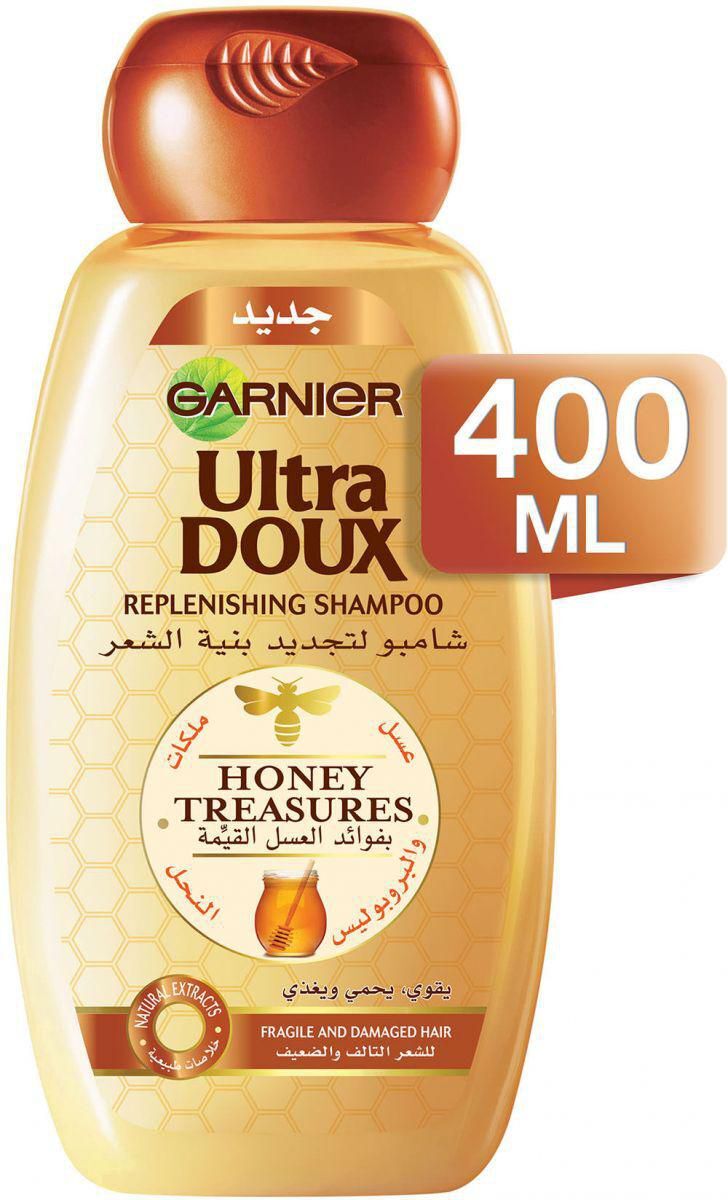 جديد
GARNIER
Ultra
DOUX
400
ML
REPLENISHING SHAMPOO
شامبو لتجديد بنية الشعر
عسل
ملكات
النحل
والبروبوليس
HONEY
TREASURES
بفوائد العسل القيِّمة
يقوي، يحمي ويغذي
NATURAL EXTRACTS
خلاصات طبيعية
FRAGILE AND DAMAGED HAIR
للشعر التالف والضعيف